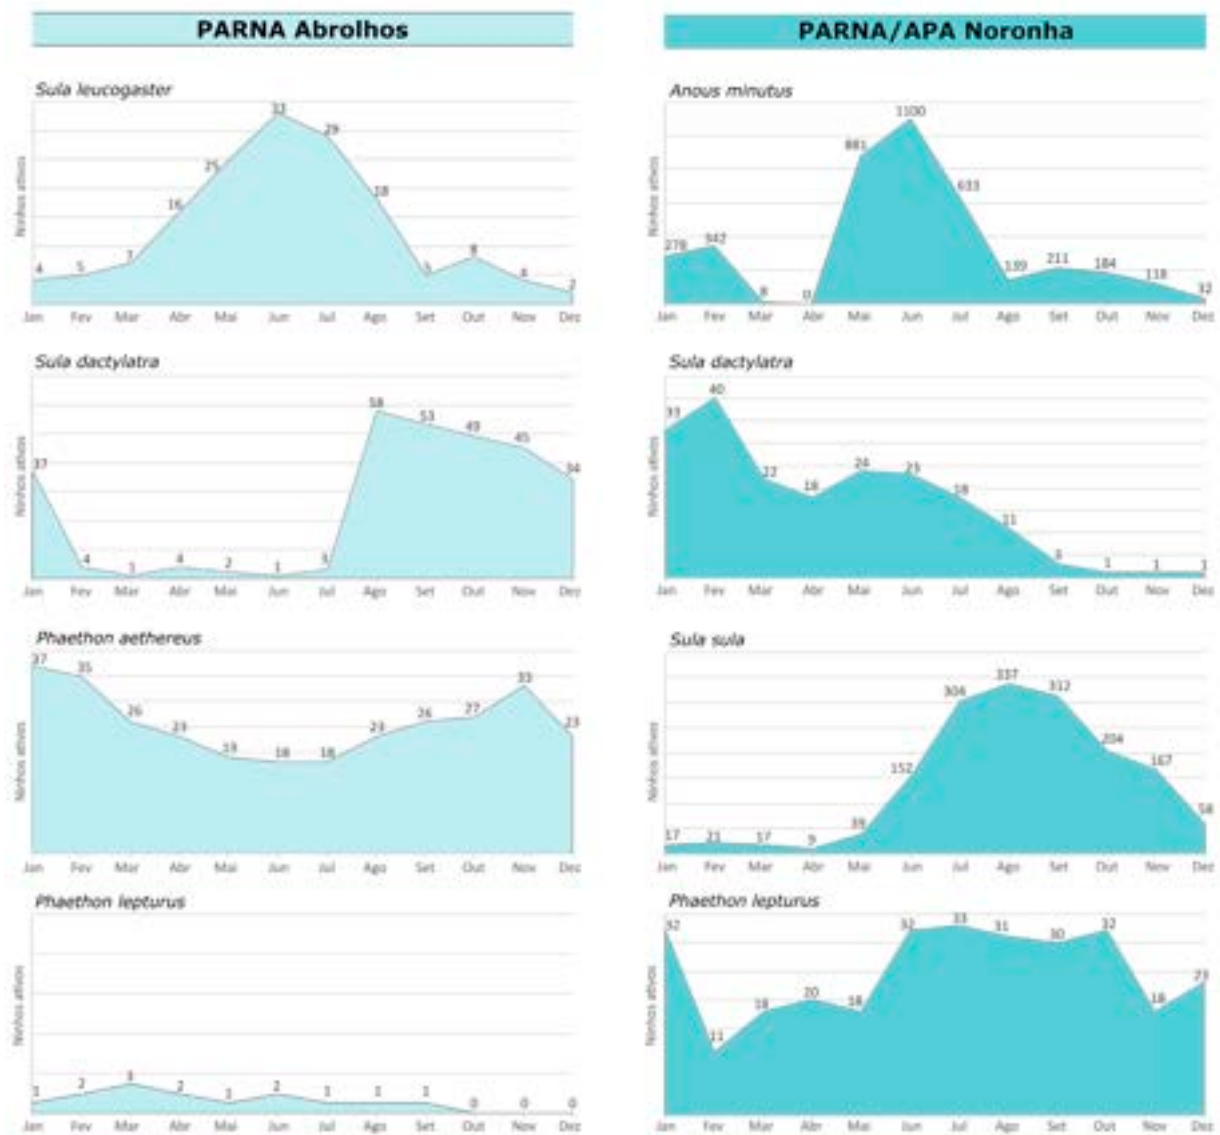 PARNA Abrolhos
Sula leucogaster
Ninhos ativos
4 5 7 16 25 33 29 18 5 8 4 2
Jan Fev Mar Abr Mai Jun Jul Ago Set Out Nov Dez
Sula dactylatra
Ninhos ativos
37 4 1 4 2 1 3 58 53 49 45 34
Jan Fev Mar Abr Mai Jun Jul Ago Set Out Nov Dez
Phaethon aethereus
Ninhos ativos
37 35 26 23 19 18 18 23 26 27 33 23
Jan Fev Mar Abr Mai Jun Jul Ago Set Out Nov Dez
Phaethon lepturus
Ninhos ativos
1 2 3 2 1 2 1 1 1 0 0 0
Jan Fev Mar Abr Mai Jun Jul Ago Set Out Nov Dez
PARNA/APA Noronha
Anous minutus
Ninhos ativos
342 8 0 881 1100 633 139 211 184 118 32
Jan Fev Mar Abr Mai Jun Jul Ago Set Out Nov Dez
Sula dactylatra
Ninhos ativos
33 40 22 18 24 23 18 11 3 1 1 1
Jan Fev Mar Abr Mai Jun Jul Ago Set Out Nov Dez
Sula sula
Ninhos ativos
17 21 17 9 39 152 304 337 312 204 167 58
Jan Fev Mar Abr Mai Jun Jul Ago Set Out Nov Dez
Phaethon lepturus
Ninhos ativos
32 11 18 20 18 32 33 31 30 32 18 23
Jan Fev Mar Abr Mai Jun Jul Ago Set Out Nov Dez